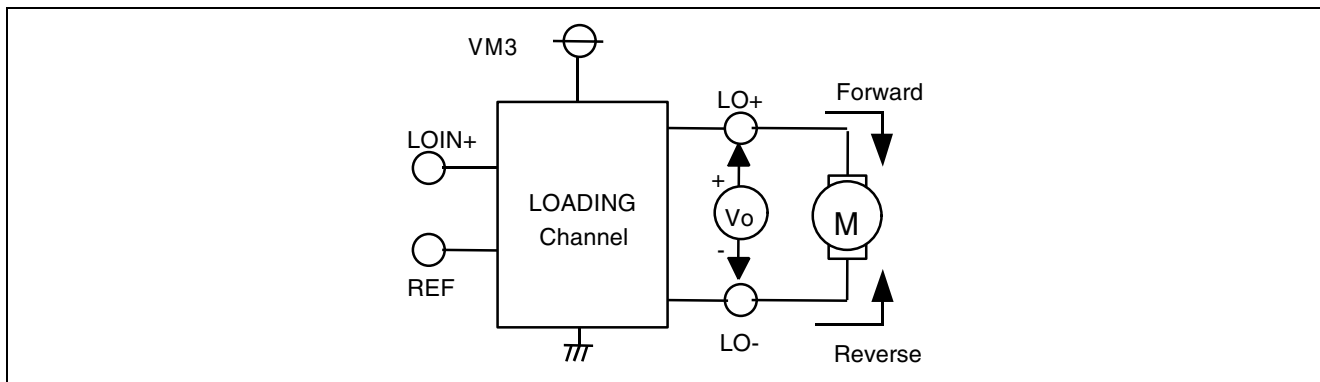 VM3
LO+
Forward
LOIN+
+
LOADING
Channel
Vo
M
-
REF
LO-
Reverse